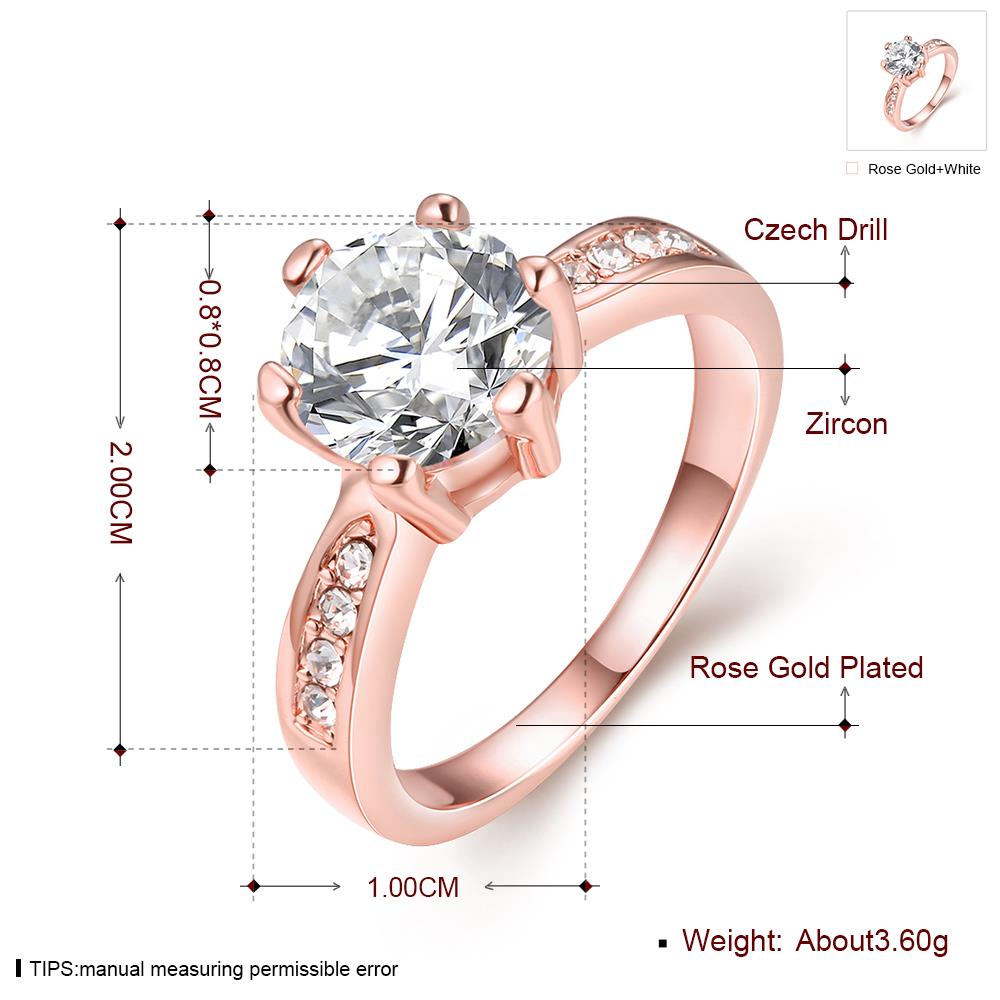 Rose Gold+White
Czech Drill
0.8*0.8CM
Zircon
2.00CM
Rose Gold Plated
1.00CM
Weight: About3.60g
TIPS:manual measuring permissible error